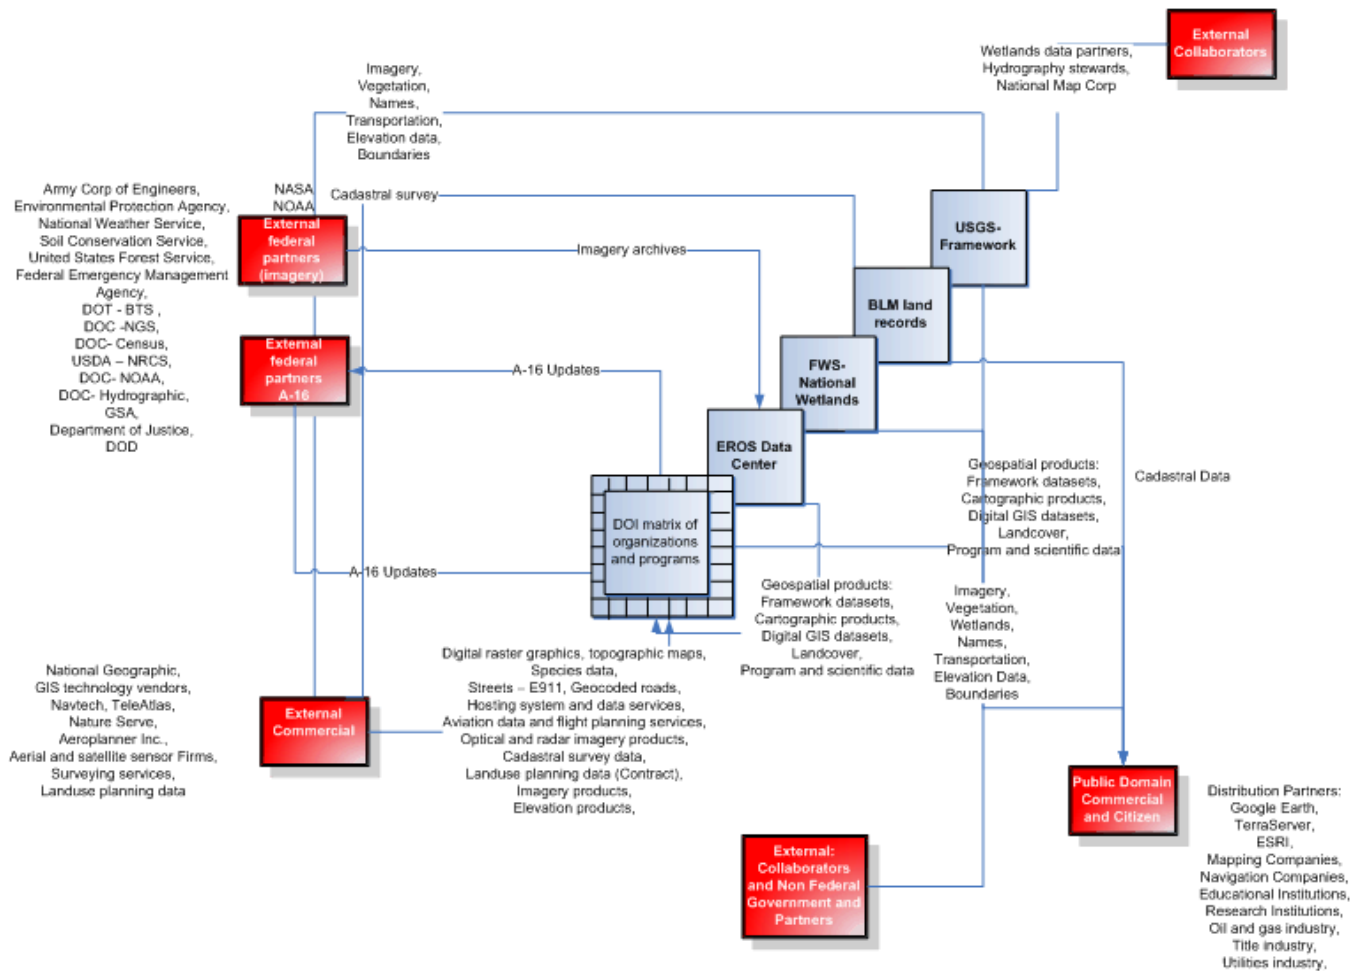 External
Collaborators
Wetlands data partners,
Hydrography stewards,
National Map Corp
Imagery,
Vegetation,
Names,
Transportation,
Elevation data,
Boundaries
Army Corp of Engineers,
Environmental Protection Agency,
National Weather Service,
Soil Conservation Service,
United States Forest Service,
Federal Emergency Management
Agency,
DOT - BTS ,
DOC -NGS,
DOC- Census,
USDA – NRCS,
DOC- NOAA,
DOC- Hydrographic,
GSA,
Department of Justice,
DOD
NASA
NOAA
External
federal
partners
(imagery)
Cadastral survey
Imagery archives
USGS-
Framework
BLM land
records
FWS-
National
Wetlands
EROS Data
Center
DOI matrix of
organizations
and programs
External
federal
partners
A-16
A-16 Updates
A-16 Updates
Geospatial products:
Framework datasets,
Cartographic products,
Digital GIS datasets,
Landcover,
Program and scientific data
Cadastral Data
Geospatial products:
Framework datasets,
Cartographic products,
Digital GIS datasets,
Landcover,
Program and scientific data
Imagery,
Vegetation,
Wetlands,
Names,
Transportation,
Elevation Data,
Boundaries
National Geographic,
GIS technology vendors,
Navtech, TeleAtlas,
Nature Serve,
Aeroplanner Inc.,
Aerial and satellite sensor Firms,
Surveying services,
Landuse planning data
External
Commercial
Digital raster graphics, topographic maps,
Species data,
Streets – E911, Geocoded roads,
Hosting system and data services,
Aviation data and flight planning services,
Optical and radar imagery products,
Cadastral survey data,
Landuse planning data (Contract),
Imagery products,
Elevation products,
Public Domain
Commercial
and Citizen
Distribution Partners:
Google Earth,
TerraServer,
ESRI,
Mapping Companies,
Navigation Companies,
Educational Institutions,
Research Institutions,
Oil and gas industry,
Title industry,
Utilities industry,
External:
Collaborators
and Non Federal
Government and
Partners